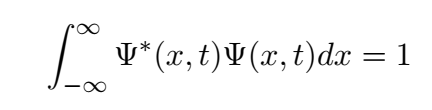 ∫_{-∞}^{∞} Ψ*(x, t)Ψ(x, t)dx = 1